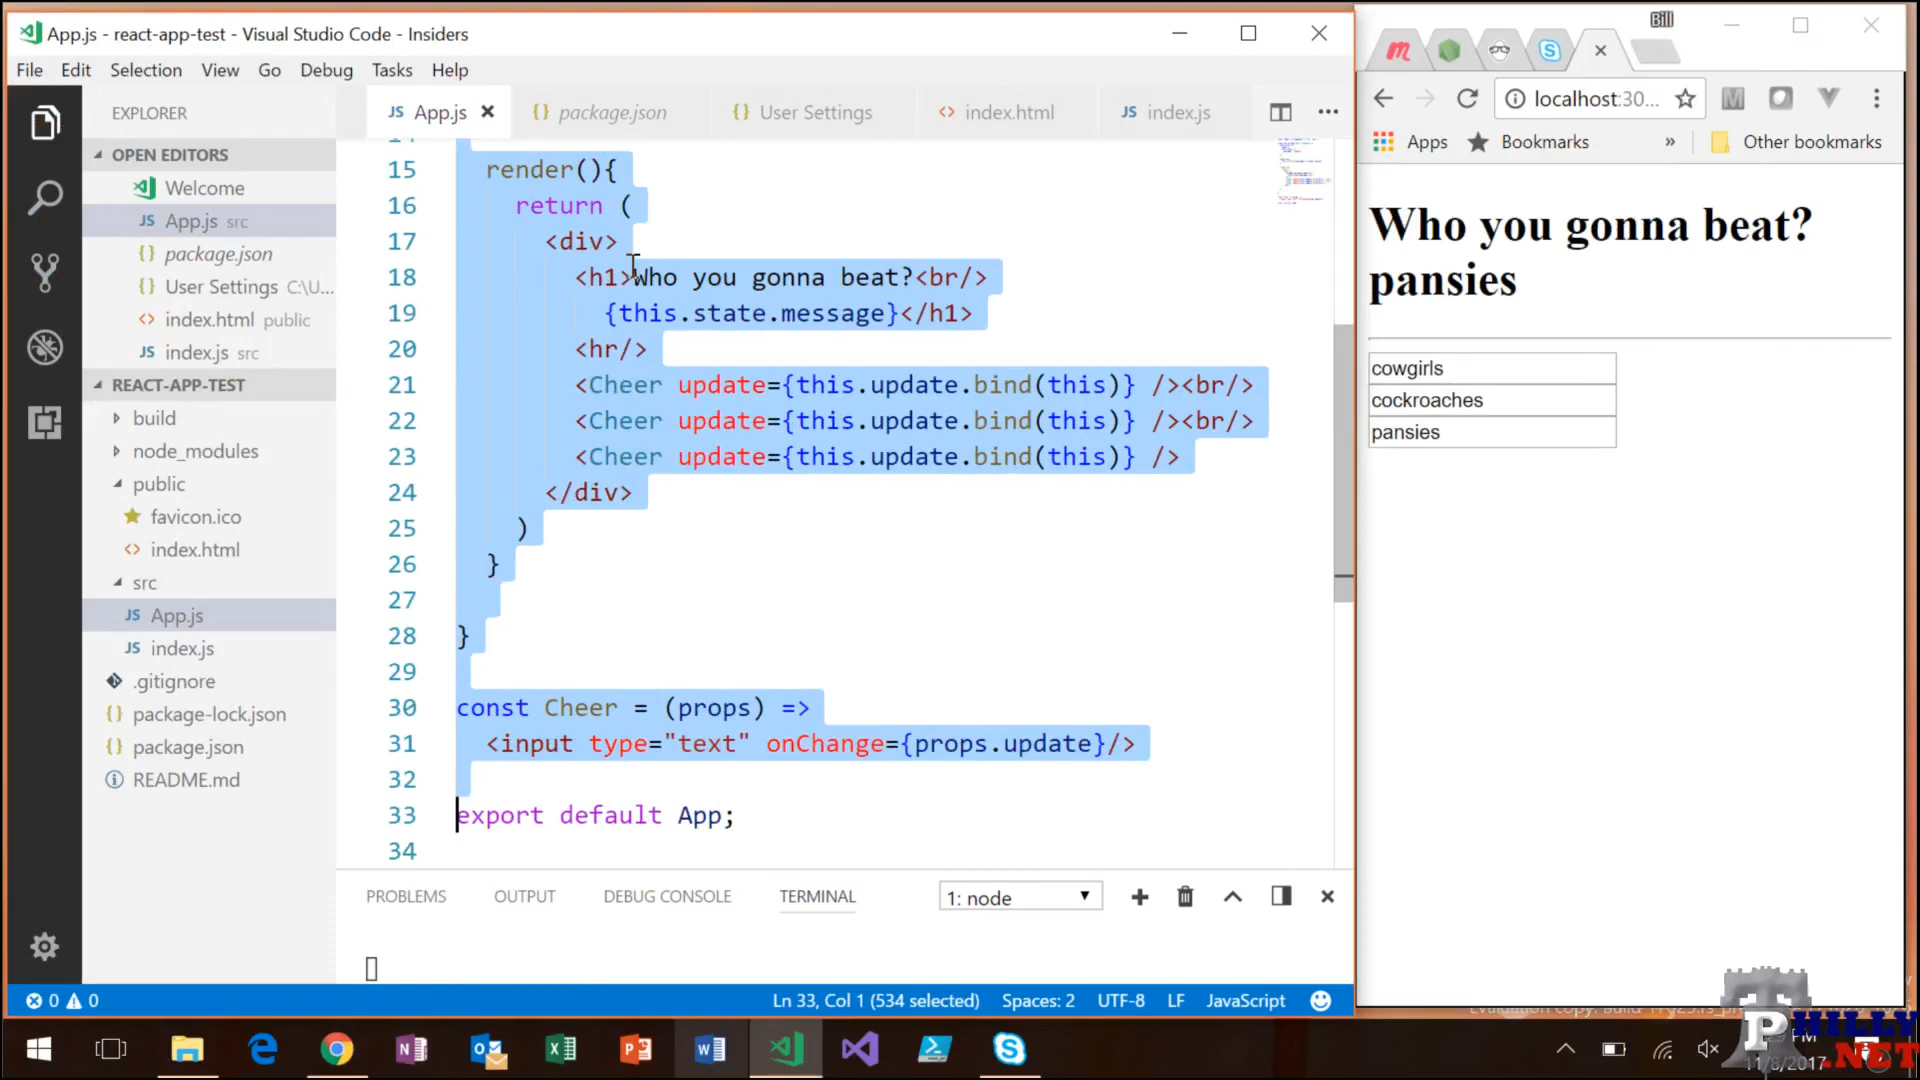 App.js - react-app-test - Visual Studio Code - Insiders
File Edit Selection View Go Debug Tasks Help
EXPLORER
OPEN EDITORS
Welcome
App.js src
package.json
User Settings C:\U...
index.html public
index.js src
REACT-APP-TEST
build
node_modules
public
favicon.ico
index.html
src
App.js
index.js
.gitignore
package-lock.json
package.json
README.md
App.js package.json User Settings index.html index.js
15 render(){
16 return (
17 <div>
18 <h1>Who you gonna beat?<br/>
19 {this.state.message}</h1>
20 <hr/>
21 <Cheer update={this.update.bind(this)} /><br/>
22 <Cheer update={this.update.bind(this)} /><br/>
23 <Cheer update={this.update.bind(this)} />
24 </div>
25 )
26 }
27
28 }
29
30 const Cheer = (props) =>
31 <input type="text" onChange={props.update}/>
32
33 export default App;
34
PROBLEMS OUTPUT DEBUG CONSOLE TERMINAL 1: node
0 0 Ln 33, Col 1 (534 selected) Spaces: 2 UTF-8 LF JavaScript
Bill
localhost:30...
Apps Bookmarks » Other bookmarks
Who you gonna beat?
pansies
cowgirls
cockroaches
pansies
PM
11/8/2017
PHILLY
.NET